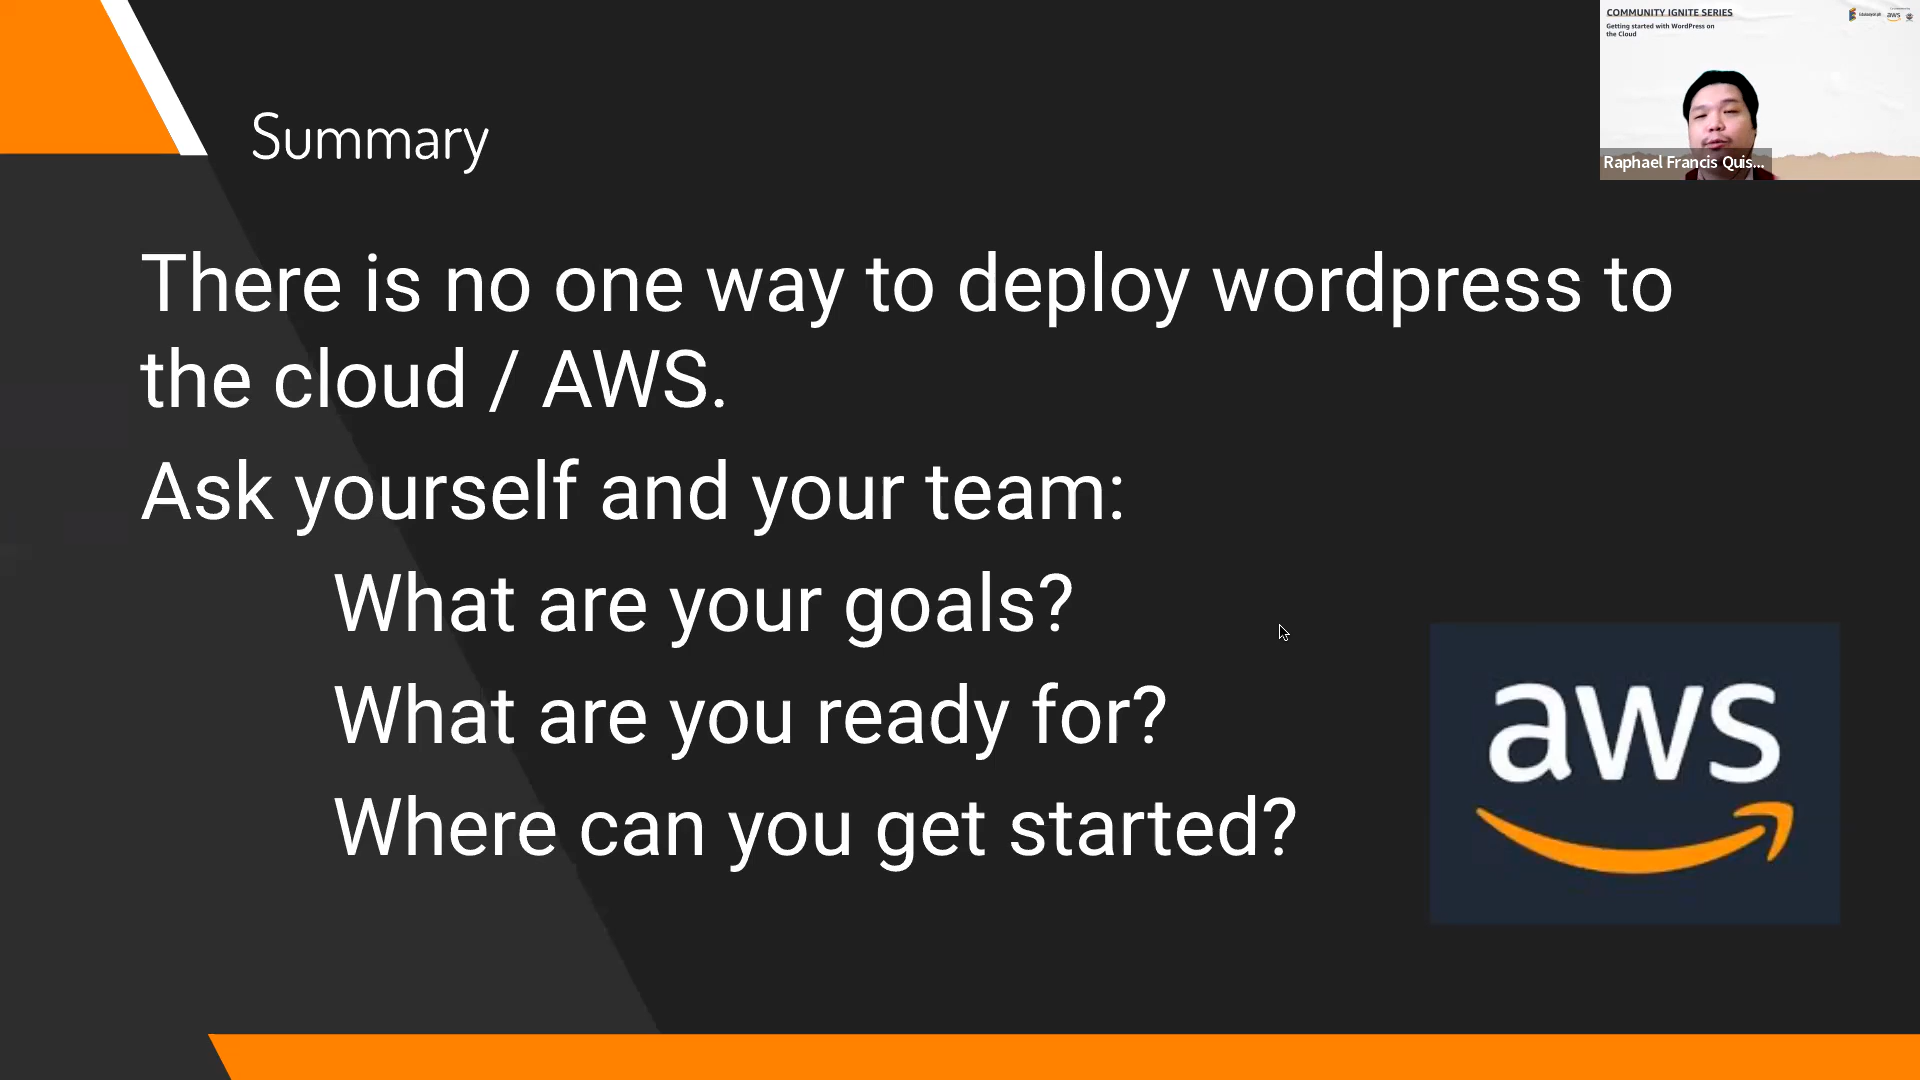 COMMUNITY IGNITE SERIES
Getting started with WordPress on
the Cloud
aws
Raphael Francis Quis...
Summary
There is no one way to deploy wordpress to
the cloud / AWS.
Ask yourself and your team:
What are your goals?
What are you ready for?
Where can you get started?
aws